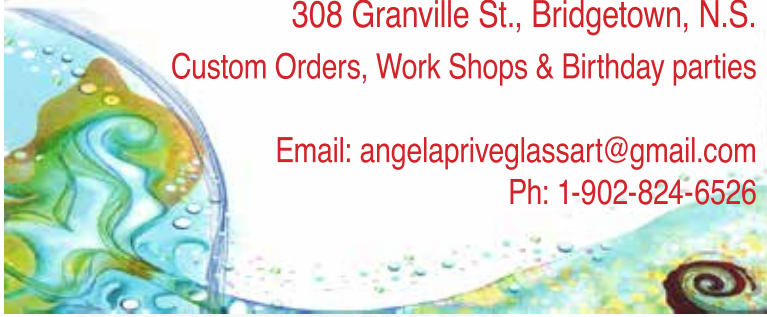 308 Granville St., Bridgetown, N.S.
Custom Orders, Work Shops & Birthday parties
Email: angelapriveglassart@gmail.com
Ph: 1-902-824-6526